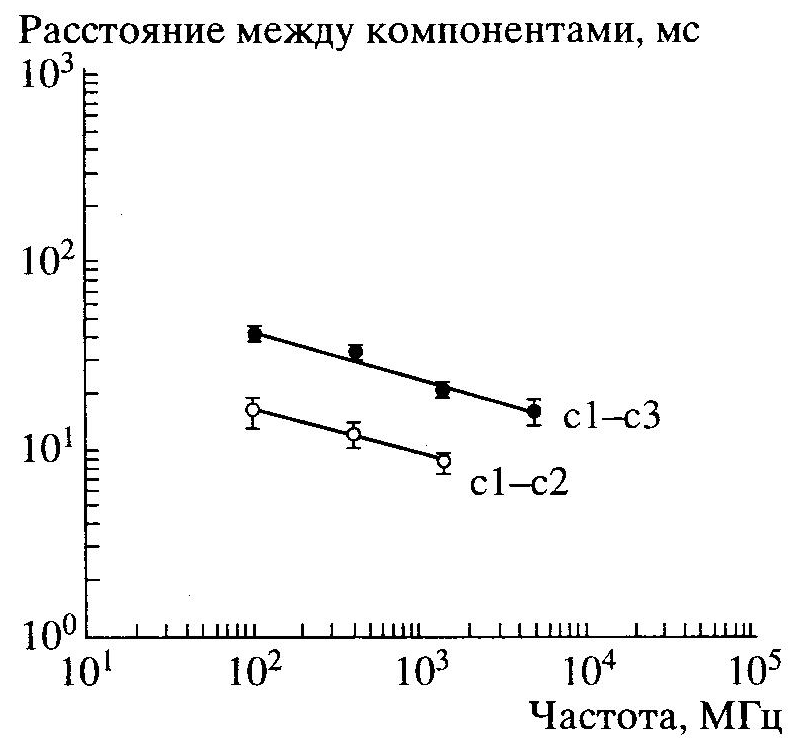 Расстояние между компонентами, мс
10³
10²
c1–c3
10¹
c1–c2
10⁰
10¹ 10² 10³ 10⁴ 10⁵
Частота, МГц